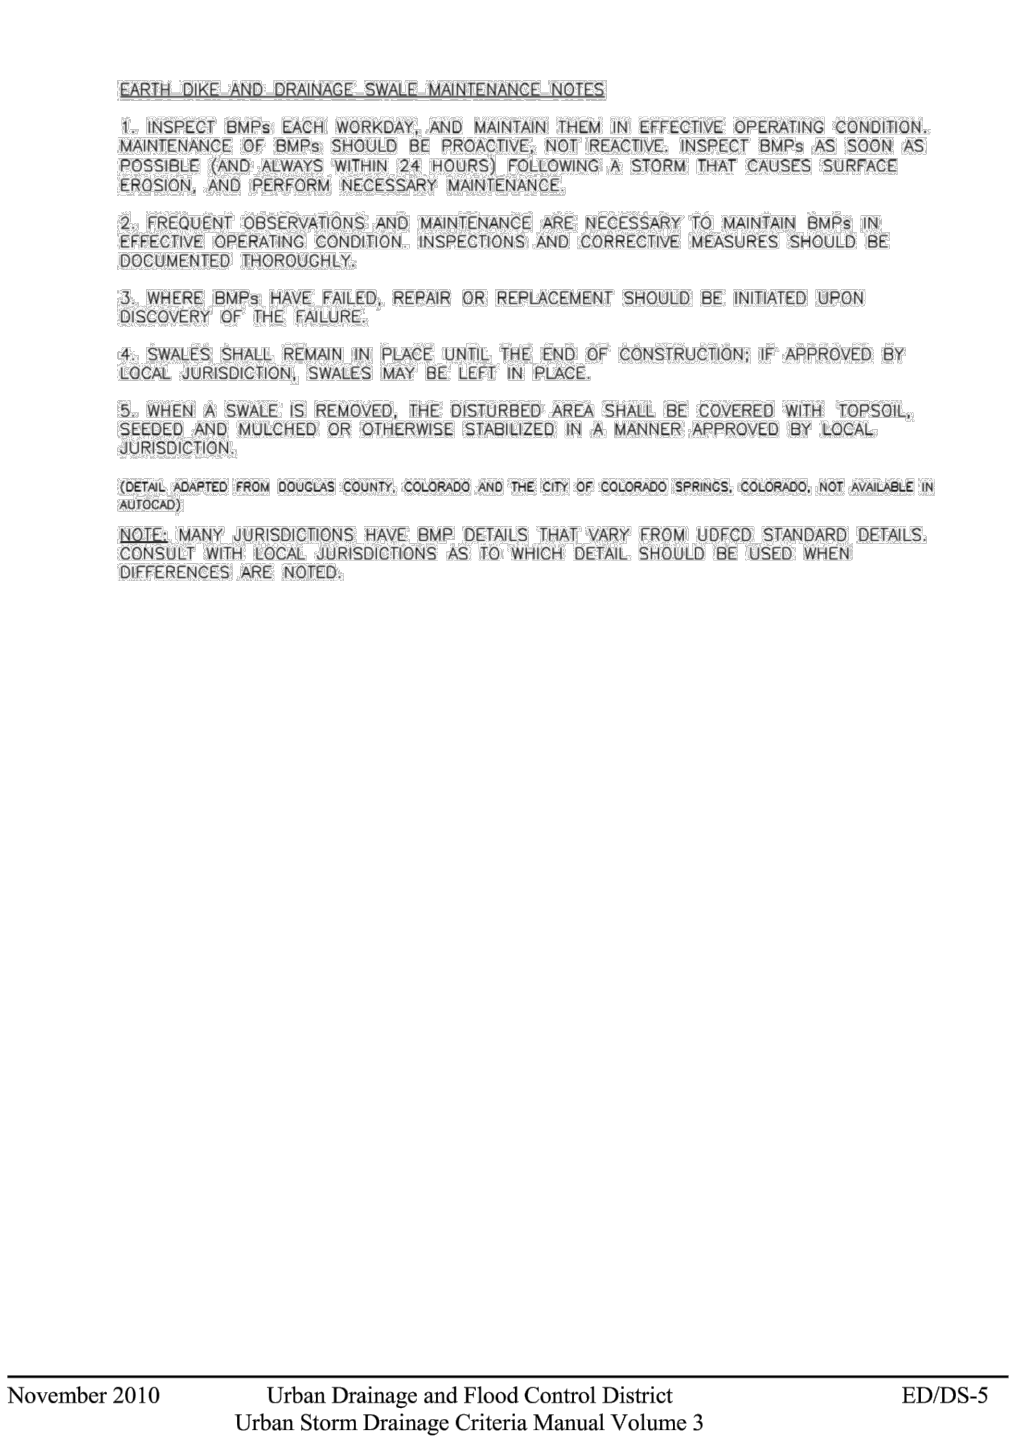 EARTH DIKE AND DRAINAGE SWALE MAINTENANCE NOTES
1. INSPECT BMPs EACH WORKDAY, AND MAINTAIN THEM IN EFFECTIVE OPERATING CONDITION.
MAINTENANCE OF BMPs SHOULD BE PROACTIVE, NOT REACTIVE. INSPECT BMPs AS SOON AS
POSSIBLE (AND ALWAYS WITHIN 24 HOURS) FOLLOWING A STORM THAT CAUSES SURFACE
EROSION, AND PERFORM NECESSARY MAINTENANCE.
2. FREQUENT OBSERVATIONS AND MAINTENANCE ARE NECESSARY TO MAINTAIN BMPs IN
EFFECTIVE OPERATING CONDITION. INSPECTIONS AND CORRECTIVE MEASURES SHOULD BE
DOCUMENTED THOROUGHLY.
3. WHERE BMPs HAVE FAILED, REPAIR OR REPLACEMENT SHOULD BE INITIATED UPON
DISCOVERY OF THE FAILURE.
4. SWALES SHALL REMAIN IN PLACE UNTIL THE END OF CONSTRUCTION; IF APPROVED BY
LOCAL JURISDICTION, SWALES MAY BE LEFT IN PLACE.
5. WHEN A SWALE IS REMOVED, THE DISTURBED AREA SHALL BE COVERED WITH TOPSOIL,
SEEDED AND MULCHED OR OTHERWISE STABILIZED IN A MANNER APPROVED BY LOCAL
JURISDICTION.
(DETAIL ADAPTED FROM DOUGLAS COUNTY, COLORADO AND THE CITY OF COLORADO SPRINGS, COLORADO, NOT AVAILABLE IN
AUTOCAD)
NOTE: MANY JURISDICTIONS HAVE BMP DETAILS THAT VARY FROM UDFCD STANDARD DETAILS.
CONSULT WITH LOCAL JURISDICTIONS AS TO WHICH DETAIL SHOULD BE USED WHEN
DIFFERENCES ARE NOTED.
November 2010 Urban Drainage and Flood Control District ED/DS-5
Urban Storm Drainage Criteria Manual Volume 3